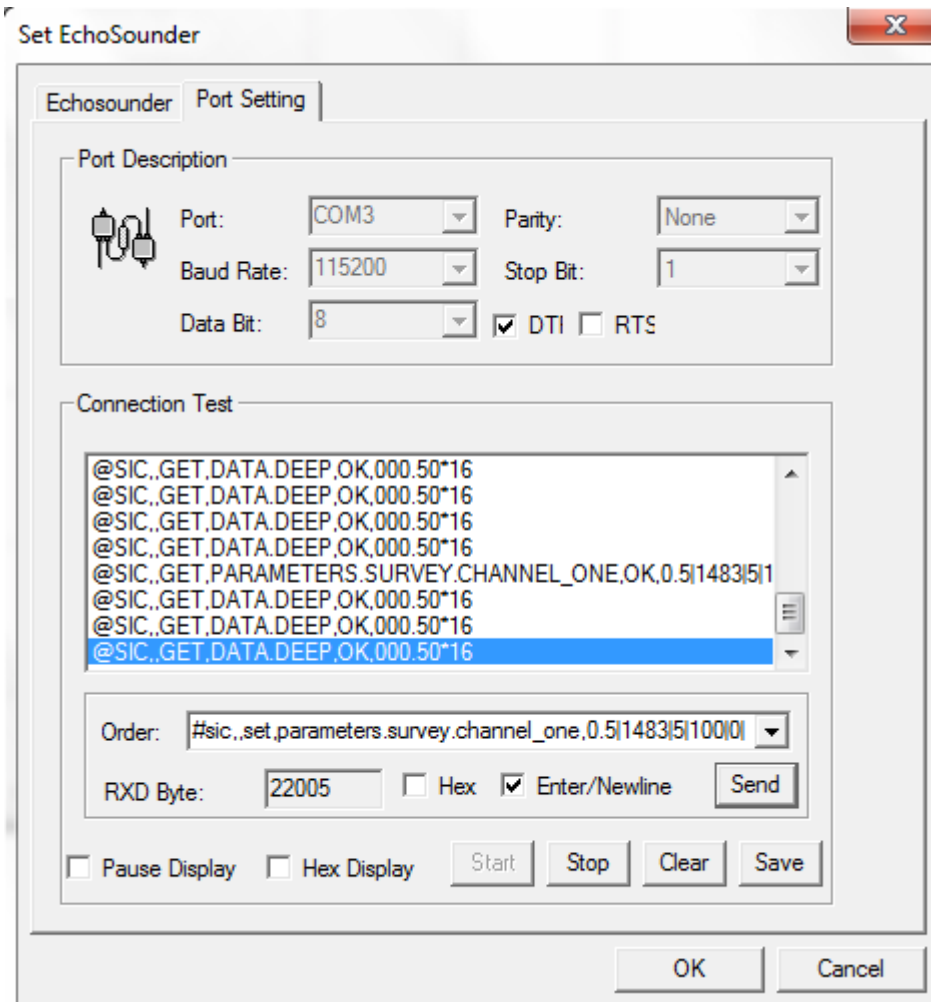 Set EchoSounder
Echosounder Port Setting
Port Description
Port: COM3 Parity: None
Baud Rate: 115200 Stop Bit: 1
Data Bit: 8 DTI RTS
Connection Test
@SIC,,GET,DATA.DEEP,OK,000.50*16
@SIC,,GET,DATA.DEEP,OK,000.50*16
@SIC,,GET,DATA.DEEP,OK,000.50*16
@SIC,,GET,DATA.DEEP,OK,000.50*16
@SIC,,GET,PARAMETERS.SURVEY.CHANNEL_ONE,OK,0.5|1483|5|1
@SIC,,GET,DATA.DEEP,OK,000.50*16
@SIC,,GET,DATA.DEEP,OK,000.50*16
@SIC,,GET,DATA.DEEP,OK,000.50*16
Order: #sic,,set,parameters.survey.channel_one,0.5|1483|5|100|0|
RXD Byte: 22005 Hex Enter/Newline Send
Pause Display Hex Display Start Stop Clear Save
OK Cancel